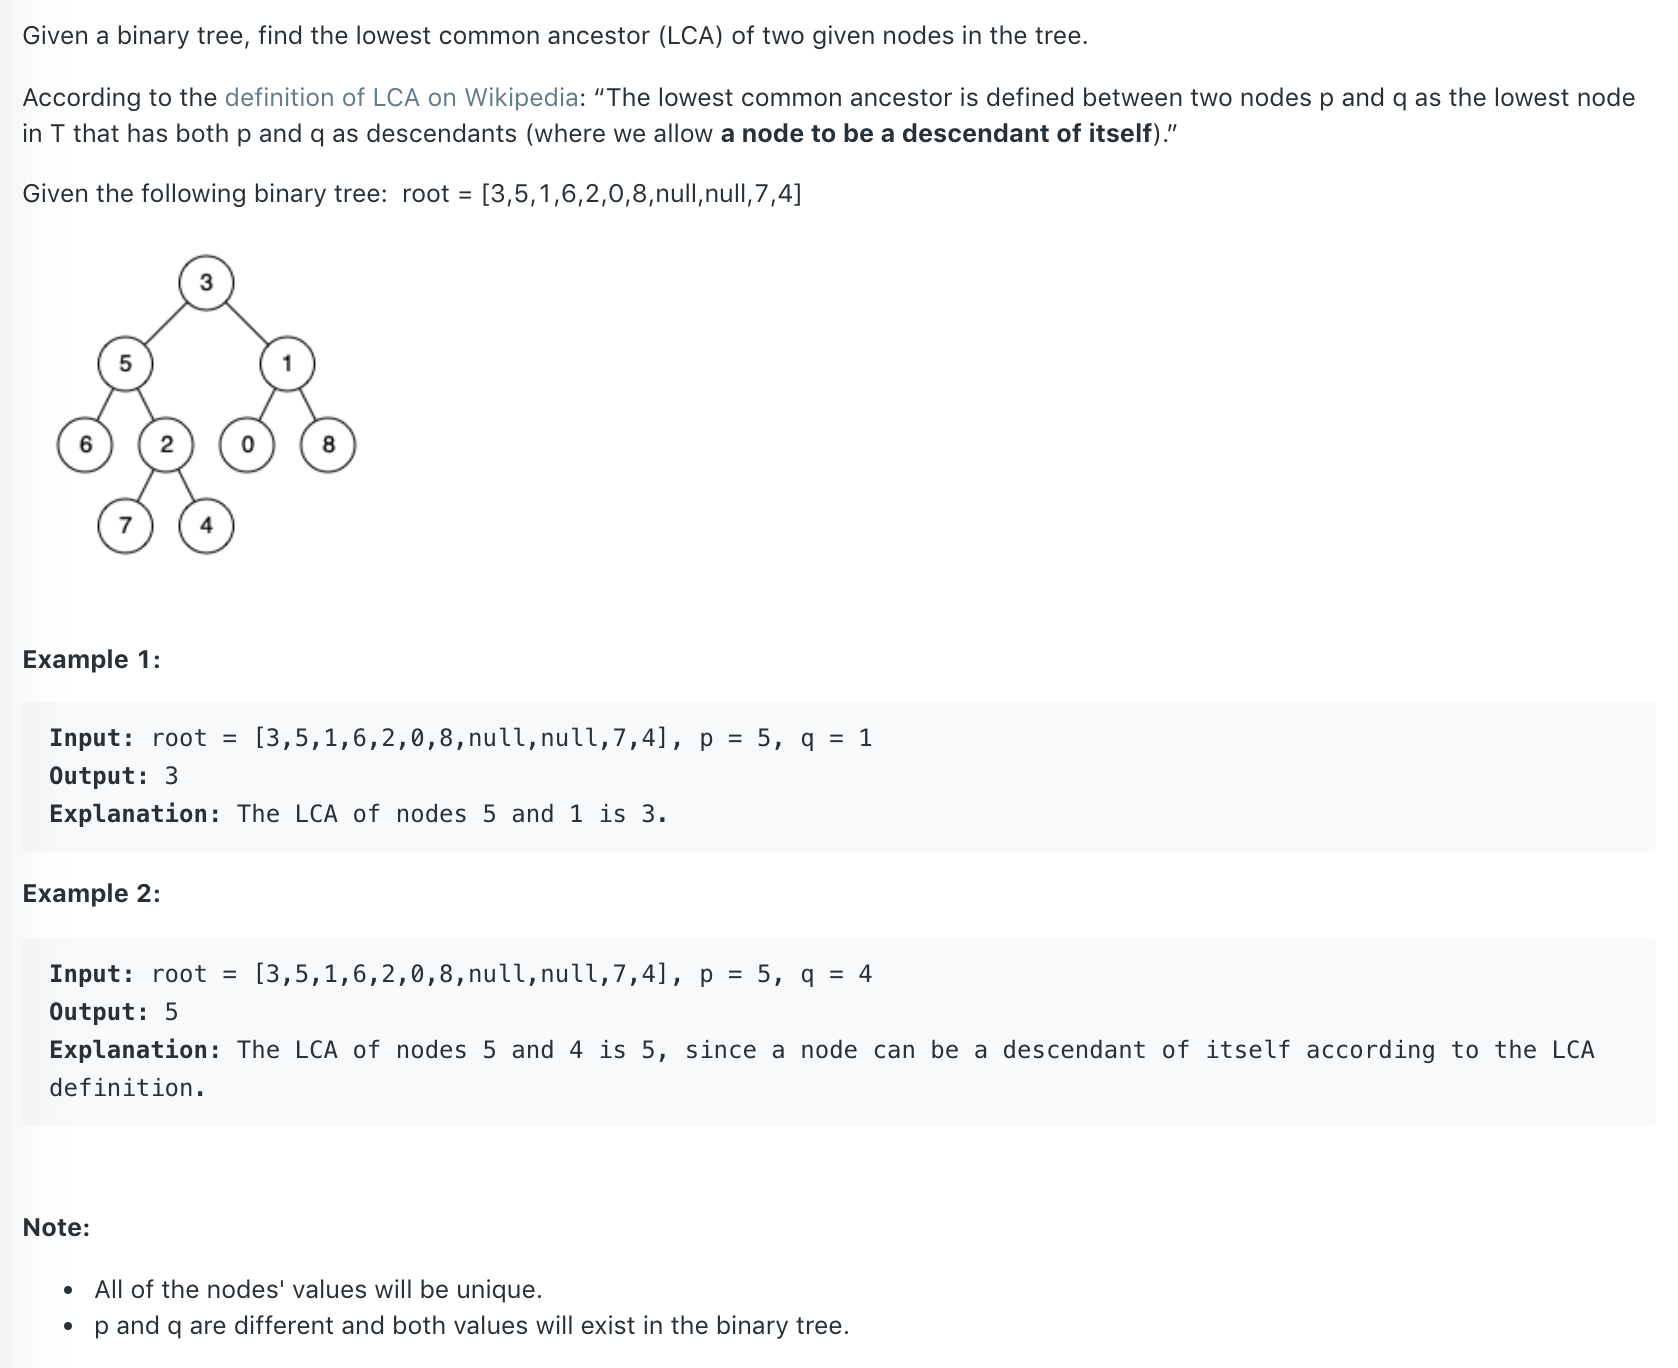 Given a binary tree, find the lowest common ancestor (LCA) of two given nodes in the tree.
According to the definition of LCA on Wikipedia: “The lowest common ancestor is defined between two nodes p and q as the lowest node
in T that has both p and q as descendants (where we allow a node to be a descendant of itself).”
Given the following binary tree:  root = [3,5,1,6,2,0,8,null,null,7,4]
3
5 1
6 2 0 8
7 4
Example 1:
Input: root = [3,5,1,6,2,0,8,null,null,7,4], p = 5, q = 1
Output: 3
Explanation: The LCA of nodes 5 and 1 is 3.
Example 2:
Input: root = [3,5,1,6,2,0,8,null,null,7,4], p = 5, q = 4
Output: 5
Explanation: The LCA of nodes 5 and 4 is 5, since a node can be a descendant of itself according to the LCA
definition.
Note:
• All of the nodes' values will be unique.
• p and q are different and both values will exist in the binary tree.